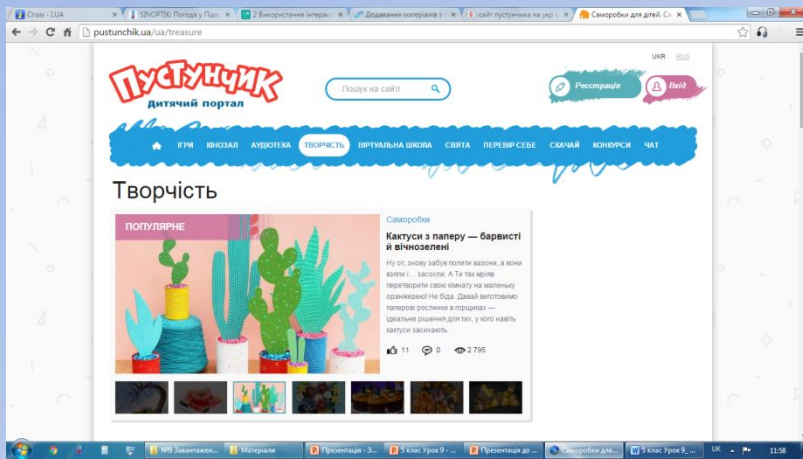 Спам - I.UA
SINOPTIK: Погода у Підг
2 Використання інтеракт
Додавання матеріалів з
сайт пустунчика на укр
Саморобки для дітей. Са
pustunchik.ua/ua/treasure
UKR RUS
ПУСТУНЧИК
Дитячий портал
Пошук на сайті
Реєстрація
Вхід
ІГРИ КІНОЗАЛ АУДІОТЕКА ТВОРЧІСТЬ ВІРТУАЛЬНА ШКОЛА СВЯТА ПЕРЕВІР СЕБЕ СКАЧАЙ КОНКУРСИ ЧАТ
Творчість
ПОПУЛЯРНЕ
Саморобки
Кактуси з паперу — барвисті
й вічнозелені
Ну от, знову забув полити вазони, а вони
взяли і… засохли. А ти так мріяв
перетворити свою кімнату на маленьку
оранжерею! Не біда. Давай виготовимо
паперові рослинки в горщиках —
ідеальне рішення для тих, у кого навіть
кактуси засихають.
11 0 2 795
№9 Завантажен... Матеріали Презентація - З... 5 клас Урок 9 - ... Презентація до ... Саморобки для... 5 клас Урок 9_ ... UK 11:58